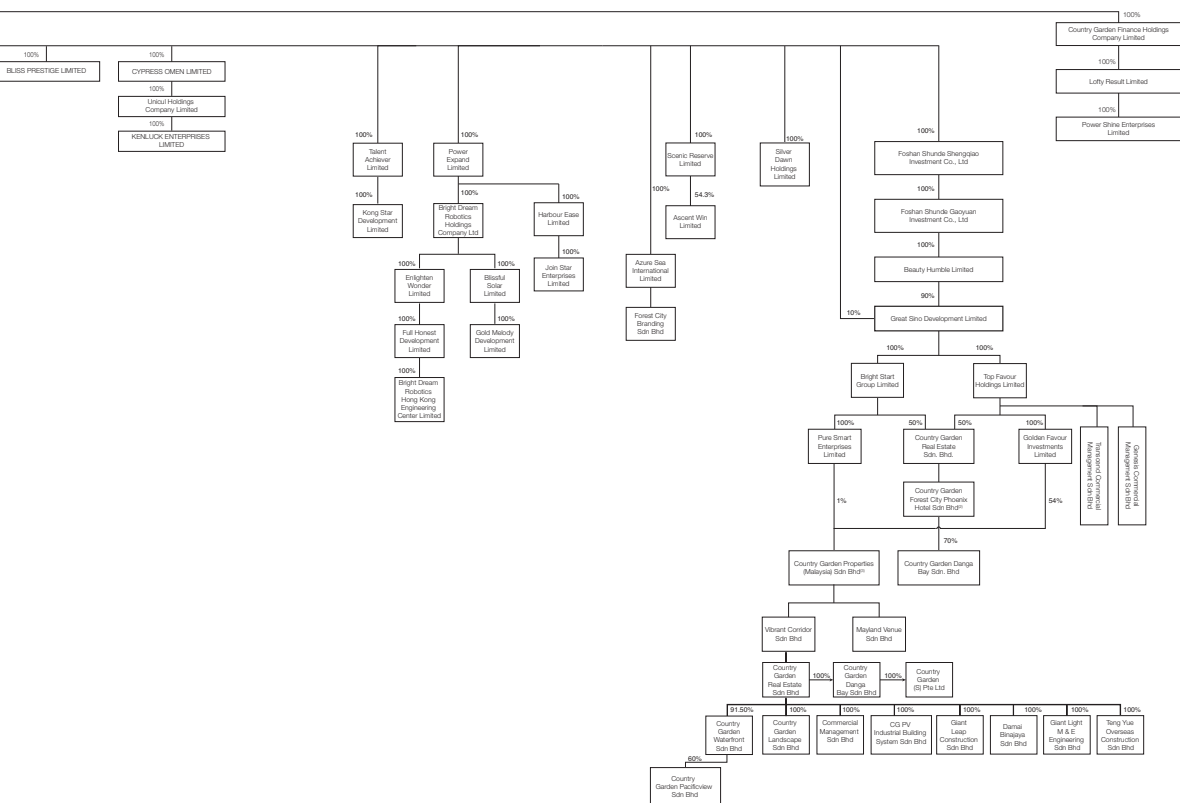 100%
Country Garden Finance Holdings
Company Limited
100%
Lofty Result Limited
100%
Power Shine Enterprises
Limited
100%
BLISS PRESTIGE LIMITED
100%
CYPRESS OMEN LIMITED
100%
Unicul Holdings
Company Limited
100%
KENLUCK ENTERPRISES
LIMITED
100%
Talent
Achiever
Limited
100%
Kong Star
Development
Limited
100%
Power
Expand
Limited
100%
Bright Dream
Robotics
Holdings
Company Ltd
100%
Harbour Ease
Limited
100%
Join Star
Enterprises
Limited
100%
Enlighten
Wonder
Limited
100%
Blissful
Solar
Limited
100%
Full Honest
Development
Limited
100%
Gold Melody
Development
Limited
100%
Bright Dream
Robotics
Hong Kong
Engineering
Center Limited
100%
Azure Sea
International
Limited
Forest City
Branding
Sdn Bhd
100%
Scenic Reserve
Limited
54.3%
Ascent Win
Limited
100%
Silver
Dawn
Holdings
Limited
100%
Foshan Shunde Shengqiao
Investment Co., Ltd
100%
Foshan Shunde Gaoyuan
Investment Co., Ltd
100%
Beauty Humble Limited
90%
10%
Great Sino Development Limited
100%
100%
Bright Start
Group Limited
Top Favour
Holdings Limited
100%
50%
50%
100%
Pure Smart
Enterprises
Limited
Country Garden
Real Estate
Sdn. Bhd.
Golden Favour
Investments
Limited
Transcend Commercial
Management Sdn Bhd
Genesis Commercial
Management Sdn Bhd
Country Garden
Forest City Phoenix
Hotel Sdn Bhd
1%
54%
70%
Country Garden Properties
(Malaysia) Sdn Bhd
Country Garden Danga
Bay Sdn. Bhd
Vibrant Corridor
Sdn Bhd
Mayland Venue
Sdn Bhd
Country
Garden
Real Estate
Sdn Bhd
100%
Country
Garden
Danga
Bay Sdn Bhd
100%
Country
Garden
(S) Pte Ltd
91.50%
100%
100%
100%
100%
100%
100%
100%
Country
Garden
Waterfront
Sdn Bhd
Country
Garden
Landscape
Sdn Bhd
Commercial
Management
Sdn Bhd
CG PV
Industrial Building
System Sdn Bhd
Giant
Leap
Construction
Sdn Bhd
Damai
Binajaya
Sdn Bhd
Giant Light
M & E
Engineering
Sdn Bhd
Teng Yue
Overseas
Construction
Sdn Bhd
60%
Country
Garden Pacificview
Sdn Bhd